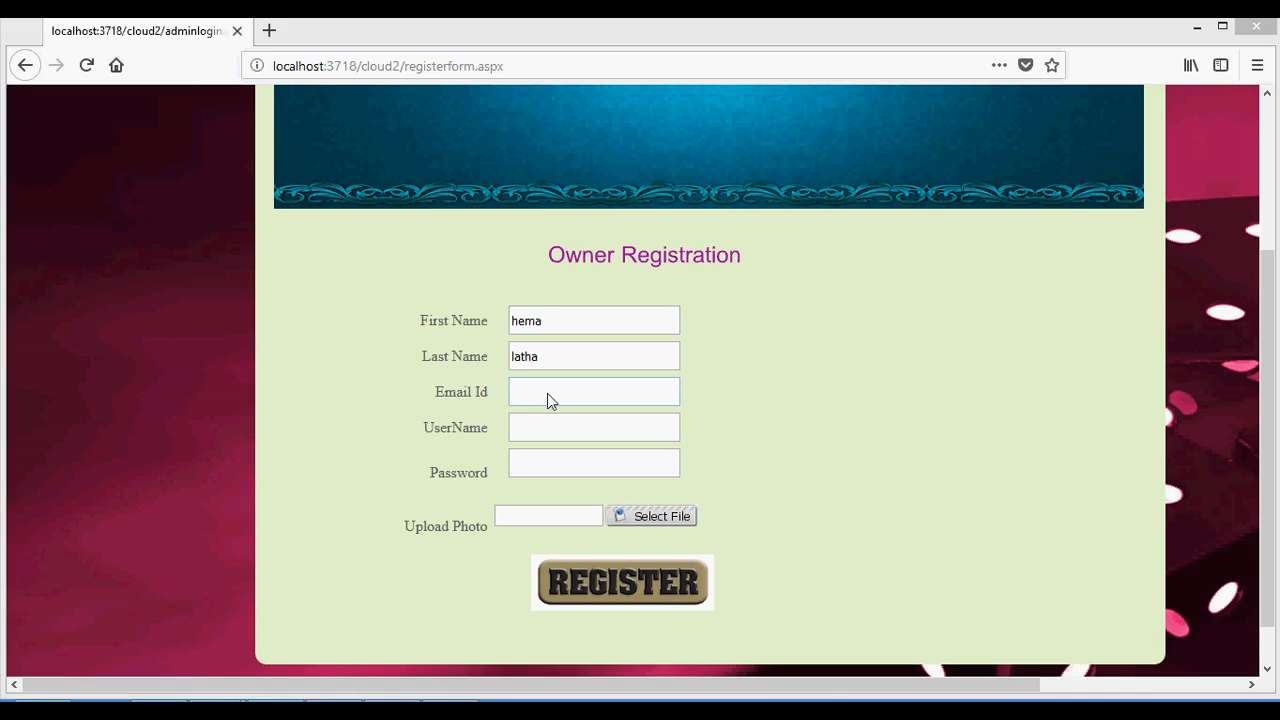 localhost:3718/cloud2/adminlogin
localhost:3718/cloud2/registerform.aspx
Owner Registration
First Name hema
Last Name latha
Email Id
UserName
Password
Upload Photo Select File
REGISTER